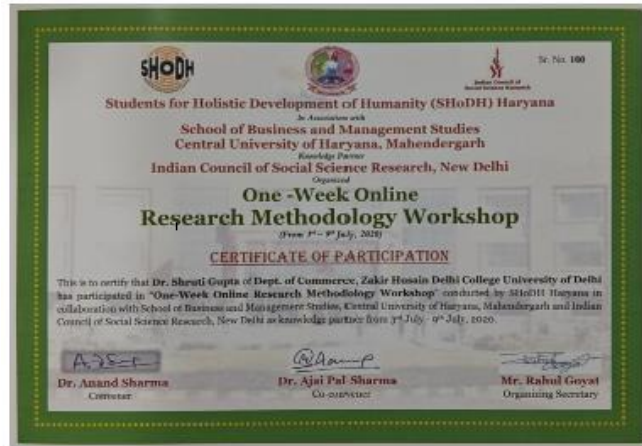 SHODH
Indian Council of
Social Science Research
Sr. No. 100
Students for Holistic Development of Humanity (SHoDH) Haryana
In Association with
School of Business and Management Studies
Central University of Haryana, Mahendergarh
Knowledge Partner
Indian Council of Social Science Research, New Delhi
Organized
One -Week Online
Research Methodology Workshop
(From 3rd – 9th July, 2020)
CERTIFICATE OF PARTICIPATION
This is to certify that Dr. Shruti Gupta of Dept. of Commerce, Zakir Husain Delhi College University of Delhi
has participated in "One-Week Online Research Methodology Workshop" conducted by SHoDH Haryana in
collaboration with School of Business and Management Studies, Central University of Haryana, Mahendergarh and Indian
Council of Social Science Research, New Delhi as knowledge partner from 3rd July - 9th July, 2020.
Dr. Anand Sharma
Convener
Dr. Ajai Pal Sharma
Co-convener
Mr. Rahul Goyat
Organizing Secretary